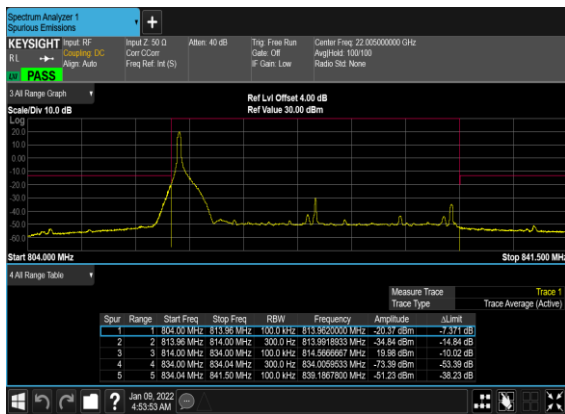 Spectrum Analyzer 1
Spurious Emissions
KEYSIGHT Input: RF Input Z: 50 Ω Atten: 40 dB Trig: Free Run Center Freq: 22.005000000 GHz
RL Coupling: DC Corr CCorr Gate: Off Avg|Hold: 100/100
Align: Auto Freq Ref: Int (S) IF Gain: Low Radio Std: None
PASS
3 All Range Graph
Ref Lvl Offset 4.00 dB
Scale/Div 10.0 dB Ref Value 30.00 dBm
Log
20.0
10.0
0.00
-10.0
-20.0
-30.0
-40.0
-50.0
-60.0
Start 804.000 MHz Stop 841.500 MHz
4 All Range Table
Measure Trace Trace 1
Trace Type Trace Average (Active)
Spur Range Start Freq Stop Freq RBW Frequency Amplitude ΔLimit
1 1 804.00 MHz 813.96 MHz 100.0 kHz 813.9620000 MHz -20.37 dBm -7.371 dB
2 2 813.96 MHz 814.00 MHz 300.0 Hz 813.9918933 MHz -34.84 dBm -14.84 dB
3 3 814.00 MHz 834.00 MHz 100.0 kHz 814.5666667 MHz 19.98 dBm -10.02 dB
4 4 834.00 MHz 834.04 MHz 300.0 Hz 834.0059533 MHz -73.39 dBm -53.39 dB
5 5 834.04 MHz 841.50 MHz 100.0 kHz 839.1867800 MHz -51.23 dBm -38.23 dB
Jan 09, 2022
4:53:53 AM